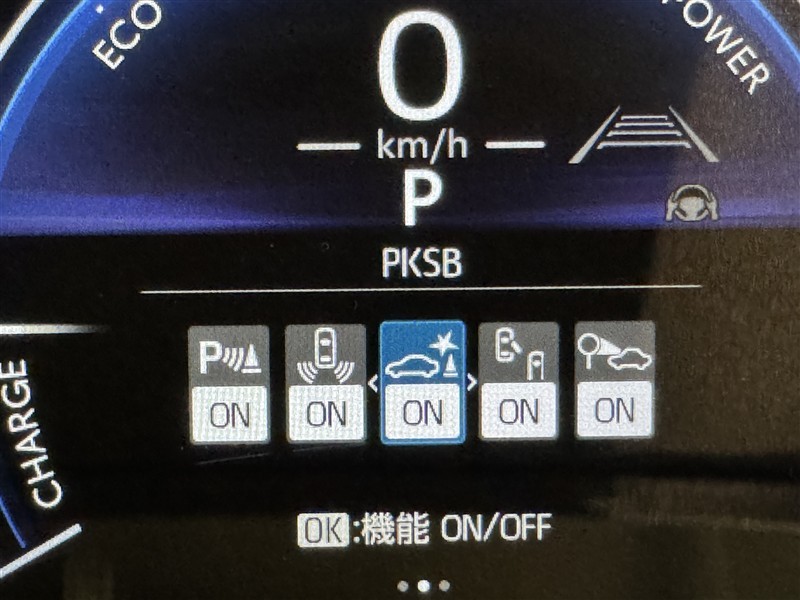 ECO
POWER
0
km/h
P
PKSB
P
ON ON ON ON ON
CHARGE
OK:機能 ON/OFF